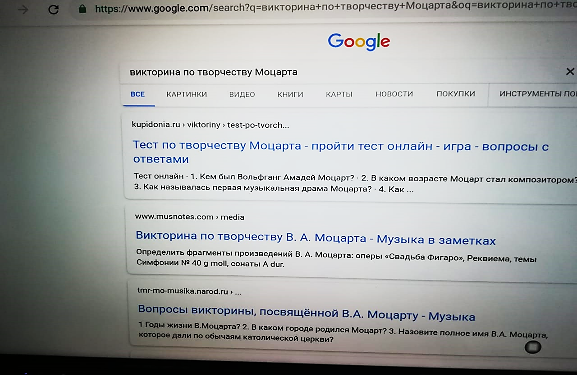 https://www.google.com/search?q=викторина+по+творчеству+Моцарта&oq=викторина+по+тво
Google
викторина по творчеству Моцарта
ВСЕ КАРТИНКИ ВИДЕО КНИГИ КАРТЫ НОВОСТИ ПОКУПКИ ИНСТРУМЕНТЫ ПО
kupidonia.ru › viktoriny › test-po-tvorch...
Тест по творчеству Моцарта - пройти тест онлайн - игра - вопросы с
ответами
Тест онлайн · 1. Кем был Вольфганг Амадей Моцарт? · 2. В каком возрасте Моцарт стал композитором?
3. Как называлась первая музыкальная драма Моцарта? · 4. Как ...
www.musnotes.com › media
Викторина по творчеству В. А. Моцарта - Музыка в заметках
Определить фрагменты произведений В. А. Моцарта: оперы «Свадьба Фигаро», Реквиема, темы
Симфонии № 40 g moll, сонаты A dur.
tmr-mo-musika.narod.ru › ...
Вопросы викторины, посвящённой В.А. Моцарту - Музыка
1 Годы жизни В.Моцарта? 2. В каком городе родился Моцарт? 3. Назовите полное имя В.А. Моцарта,
которое дали по обычаям католической церкви?